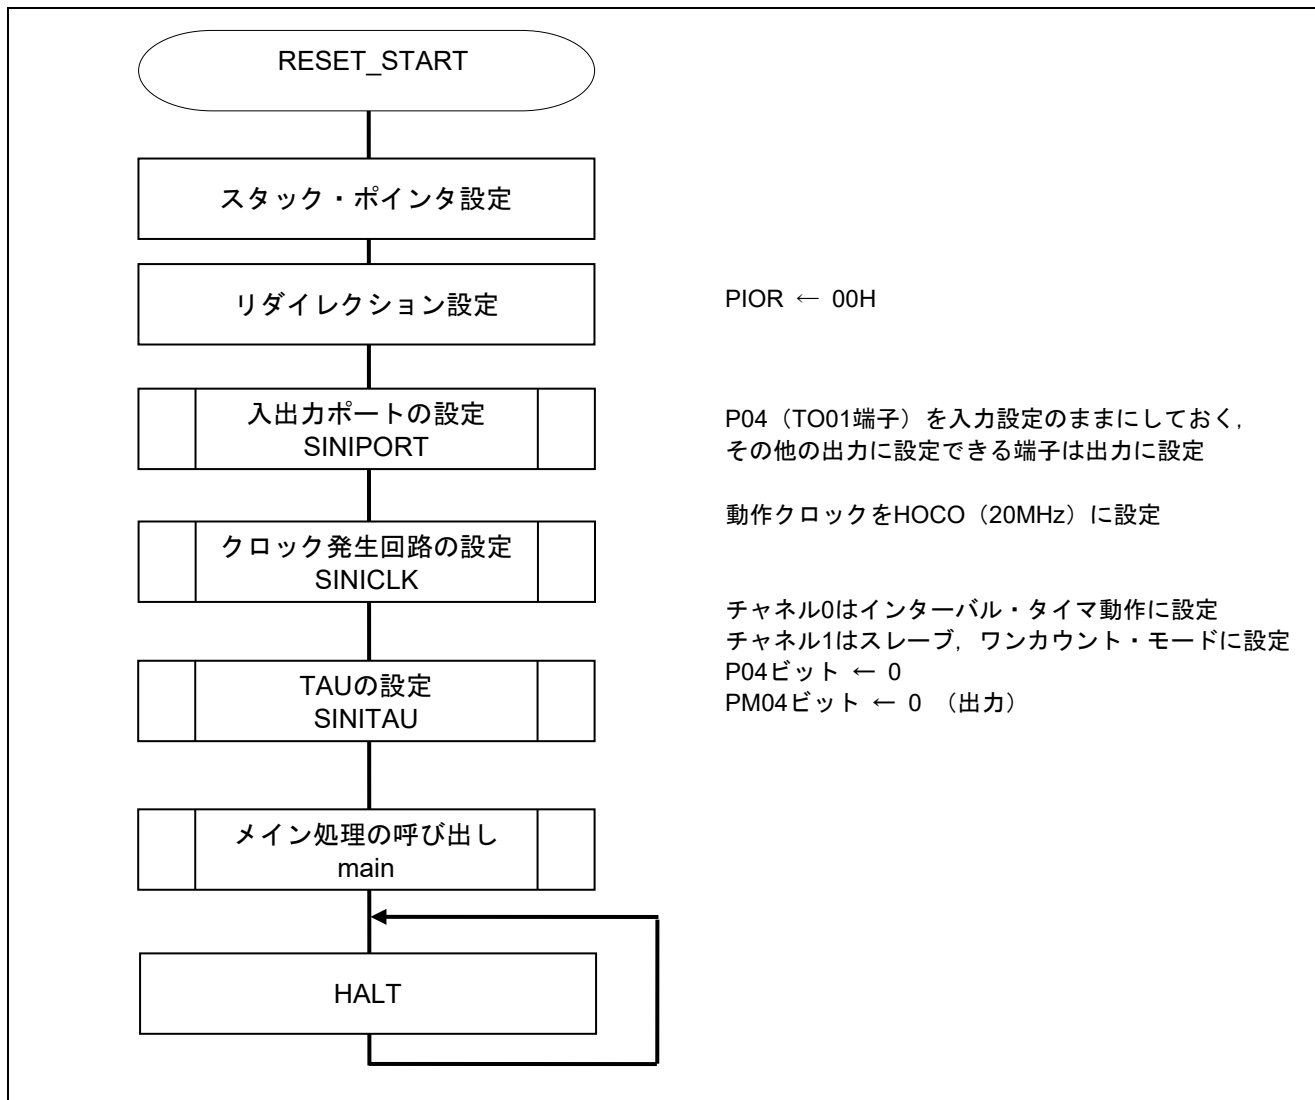 RESET_START
スタック・ポインタ設定
リダイレクション設定
PIOR ← 00H
入出力ポートの設定
SINIPORT
P04（TO01端子）を入力設定のままにしておく,
その他の出力に設定できる端子は出力に設定
動作クロックをHOCO（20MHz）に設定
クロック発生回路の設定
SINICLK
チャネル0はインターバル・タイマ動作に設定
チャネル1はスレーブ, ワンカウント・モードに設定
P04ビット ← 0
PM04ビット ← 0 （出力）
TAUの設定
SINITAU
メイン処理の呼び出し
main
HALT